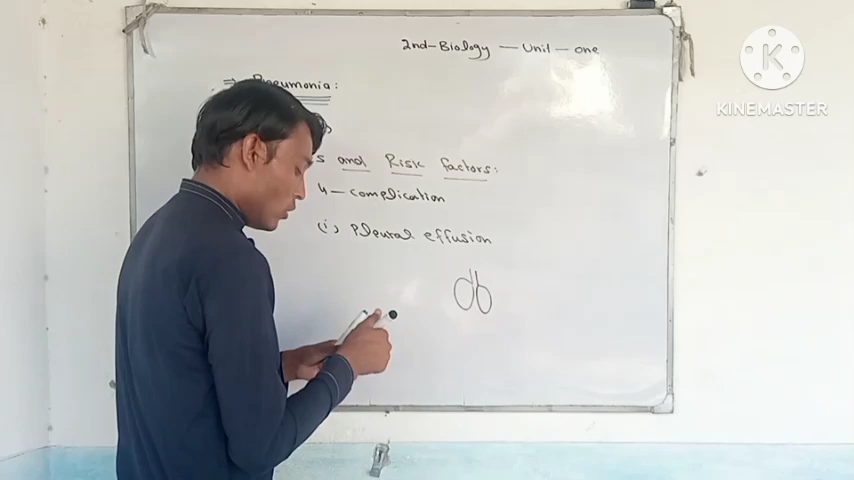 2nd-Biology — Unit — one
⇒ Pneumonia:
and Risk factors:
4 — complication
(i) Pleural effusion
K
KINEMASTER